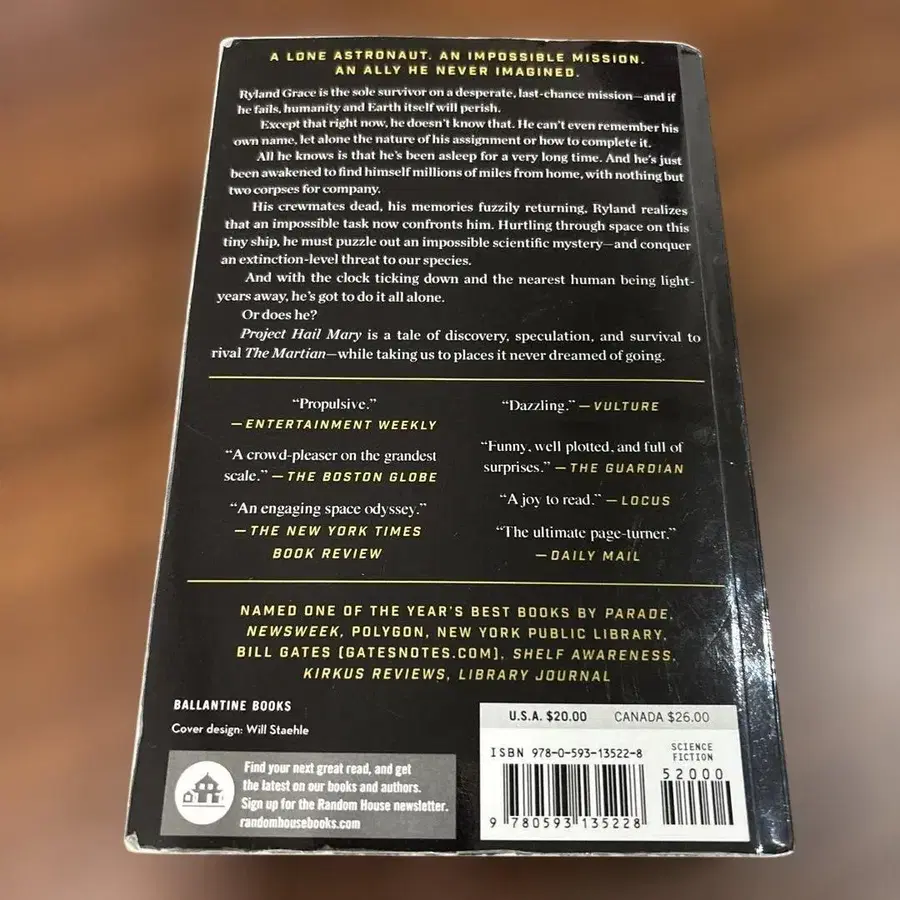 A LONE ASTRONAUT. AN IMPOSSIBLE MISSION.
AN ALLY HE NEVER IMAGINED.
Ryland Grace is the sole survivor on a desperate, last-chance mission—and if
he fails, humanity and Earth itself will perish.
Except that right now, he doesn't know that. He can't even remember his
own name, let alone the nature of his assignment or how to complete it.
All he knows is that he's been asleep for a very long time. And he's just
been awakened to find himself millions of miles from home, with nothing but
two corpses for company.
His crewmates dead, his memories fuzzily returning, Ryland realizes
that an impossible task now confronts him. Hurtling through space on this
tiny ship, he must puzzle out an impossible scientific mystery—and conquer
an extinction-level threat to our species.
And with the clock ticking down and the nearest human being light-
years away, he's got to do it all alone.
Or does he?
Project Hail Mary is a tale of discovery, speculation, and survival to
rival The Martian—while taking us to places it never dreamed of going.
“Propulsive.”
—ENTERTAINMENT WEEKLY
“A crowd-pleaser on the grandest
scale.” —THE BOSTON GLOBE
“An engaging space odyssey.”
—THE NEW YORK TIMES
BOOK REVIEW
“Dazzling.” —VULTURE
“Funny, well plotted, and full of
surprises.” —THE GUARDIAN
“A joy to read.” —LOCUS
“The ultimate page-turner.”
—DAILY MAIL
NAMED ONE OF THE YEAR'S BEST BOOKS BY PARADE,
NEWSWEEK, POLYGON, NEW YORK PUBLIC LIBRARY,
BILL GATES (GATESNOTES.COM), SHELF AWARENESS,
KIRKUS REVIEWS, LIBRARY JOURNAL
BALLANTINE BOOKS
Cover design: Will Staehle
Find your next great read, and get
the latest on our books and authors.
Sign up for the Random House newsletter.
randomhousebooks.com
U.S.A. $20.00 CANADA $26.00
ISBN 978-0-593-13522-8
SCIENCE
FICTION
52000
9 780593 135228